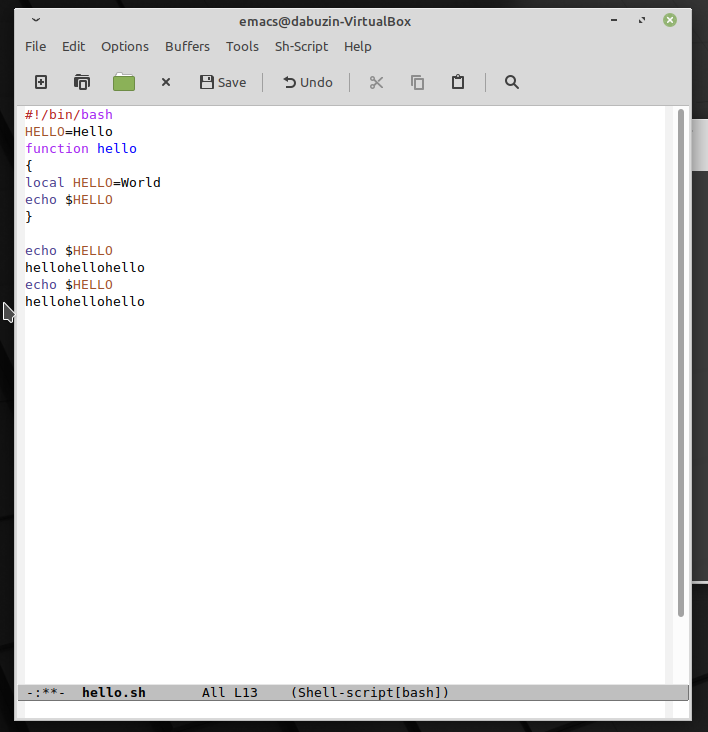 emacs@dabuzin-VirtualBox
File Edit Options Buffers Tools Sh-Script Help
Save Undo
#!/bin/bash
HELLO=Hello
function hello
{
local HELLO=World
echo $HELLO
}
echo $HELLO
hellohellohello
echo $HELLO
hellohellohello
-:**- hello.sh All L13 (Shell-script[bash])